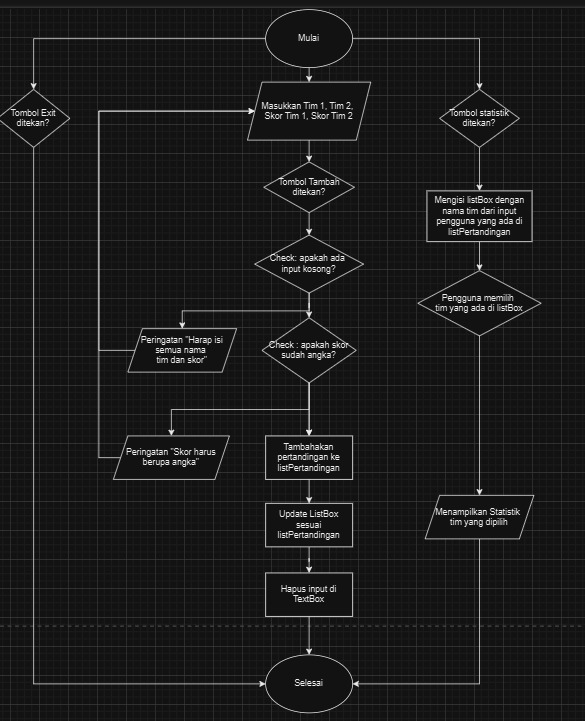 Mulai
Tombol Exit
ditekan?
Masukkan Tim 1, Tim 2,
Skor Tim 1, Skor Tim 2
Tombol statistik
ditekan?
Tombol Tambah
ditekan?
Mengisi listBox dengan
nama tim dari input
pengguna yang ada di
listPertandingan
Check: apakah ada
input kosong?
Pengguna memilih
tim yang ada di listBox
Peringatan "Harap isi
semua nama
tim dan skor"
Check : apakah skor
sudah angka?
Peringatan "Skor harus
berupa angka"
Tambahakan
pertandingan ke
listPertandingan
Update ListBox
sesuai
listPertandingan
Menampilkan Statistik
tim yang dipilih
Hapus input di
TextBox
Selesai